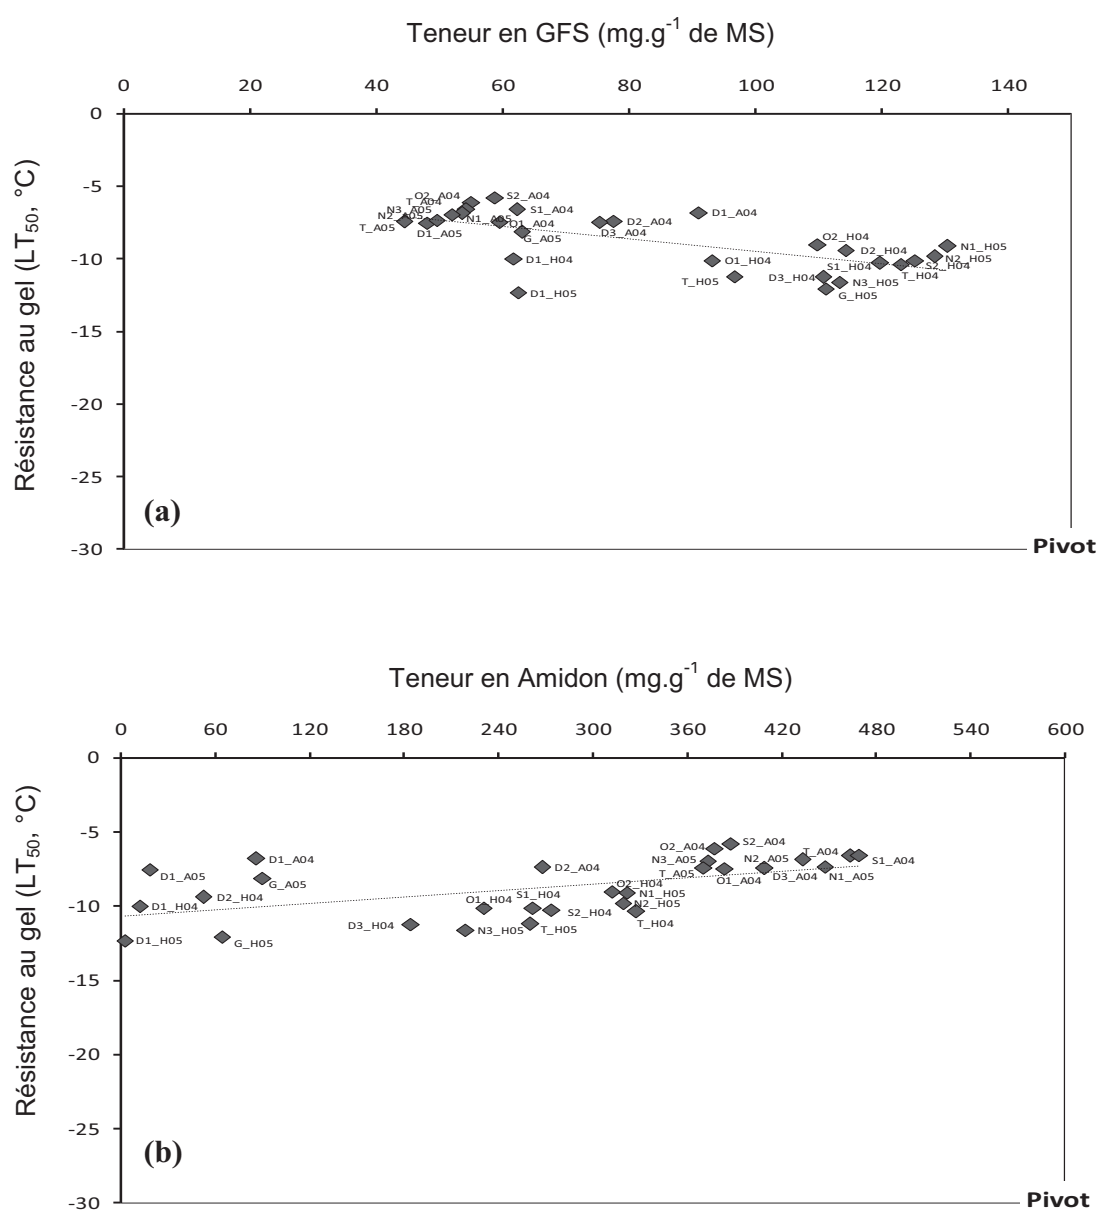 Teneur en GFS (mg.g-1 de MS)
0 20 40 60 80 100 120 140
Résistance au gel (LT50, °C)
0
-5
-10
-15
-20
-25
-30
O2_A04
S2_A04
T_A04
N3_A05
S1_A04
D1_A04
N2_A05
N1_A05
O1_A04
D2_A04
T_A05
D1_A05
G_A05
D3_A04
O2_H04
N1_H05
D1_H04
O1_H04
D2_H04
N2_H05
S1_H04
S2_H04
T_H05
D3_H04
T_H04
N3_H05
D1_H05
G_H05
(a)
Pivot
Teneur en Amidon (mg.g-1 de MS)
0 60 120 180 240 300 360 420 480 540 600
Résistance au gel (LT50, °C)
0
-5
-10
-15
-20
-25
-30
O2_A04
S2_A04
T_A04
D1_A04
N3_A05
N2_A05
S1_A04
D1_A05
D2_A04
T_A05
O1_A04
D3_A04
N1_A05
G_A05
O2_H04
D2_H04
O1_H04
S1_H04
N1_H05
D1_H04
S2_H04
N2_H05
D3_H04
N3_H05
T_H05
T_H04
D1_H05
G_H05
(b)
Pivot